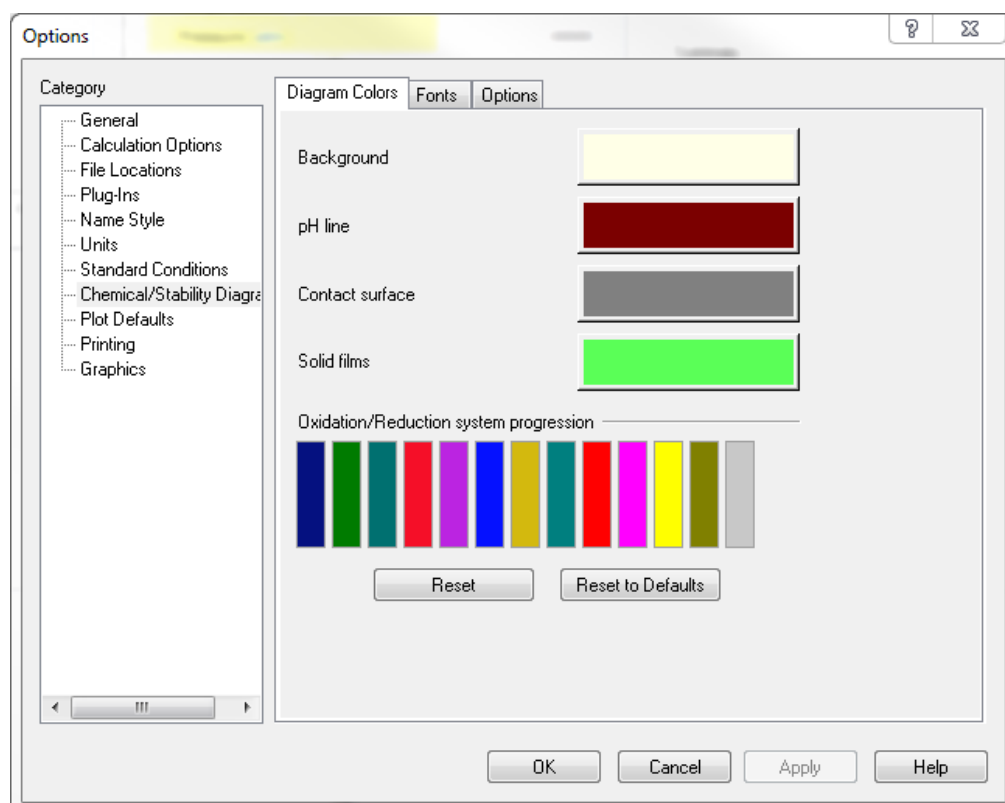 Options
Category
General
Calculation Options
File Locations
Plug-Ins
Name Style
Units
Standard Conditions
Chemical/Stability Diagra
Plot Defaults
Printing
Graphics
Diagram Colors Fonts Options
Background
pH line
Contact surface
Solid films
Oxidation/Reduction system progression
Reset Reset to Defaults
OK Cancel Apply Help